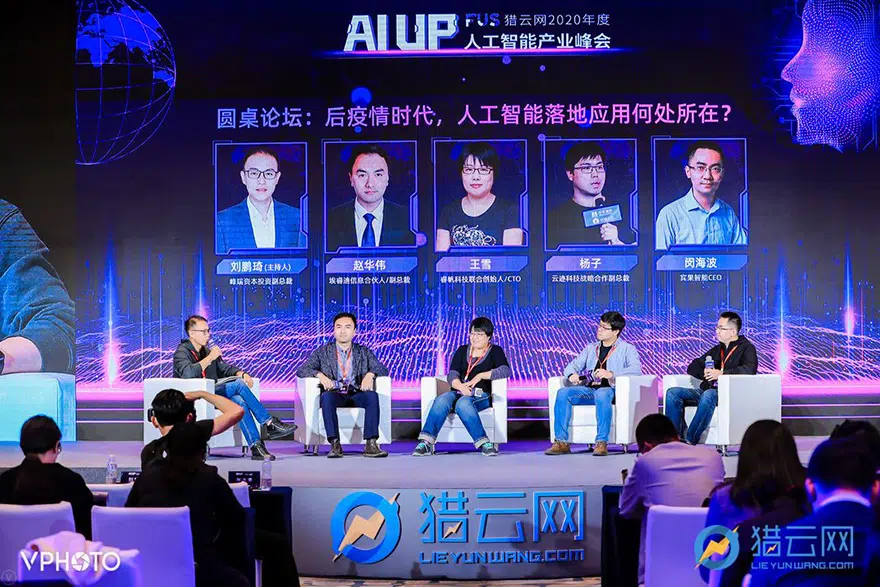 AI UP
FUS 猎云网2020年度
人工智能产业峰会
圆桌论坛：后疫情时代，人工智能落地应用何处所在？
刘鹏琦(主持人)
峰瑞资本投资副总裁
赵华伟
埃睿迪信息合伙人/副总裁
王雪
睿帆科技联合创始人/CTO
杨子
云迹科技战略合作副总裁
闵海波
宾果智能CEO
猎云网
LIEYUNWANG.COM
VPHOTO
猎云网
LIEYUNWANG.COM